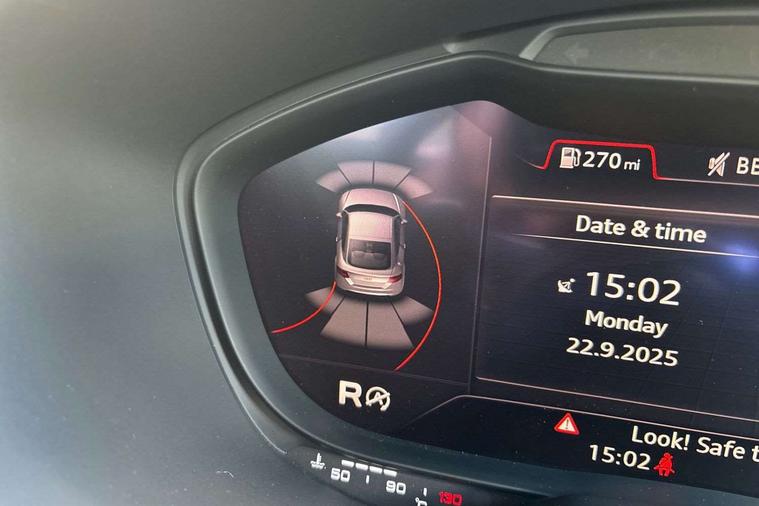 270 mi
BE
Date & time
15:02
Monday
22.9.2025
R
Look! Safe t
15:02
50
90
130